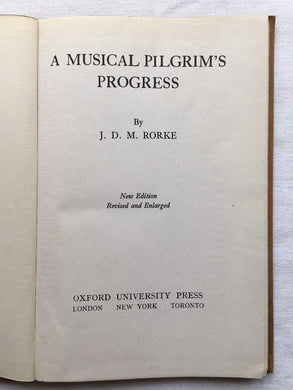 A MUSICAL PILGRIM'S
PROGRESS
By
J. D. M. RORKE
New Edition
Revised and Enlarged
OXFORD UNIVERSITY PRESS
LONDON NEW YORK TORONTO